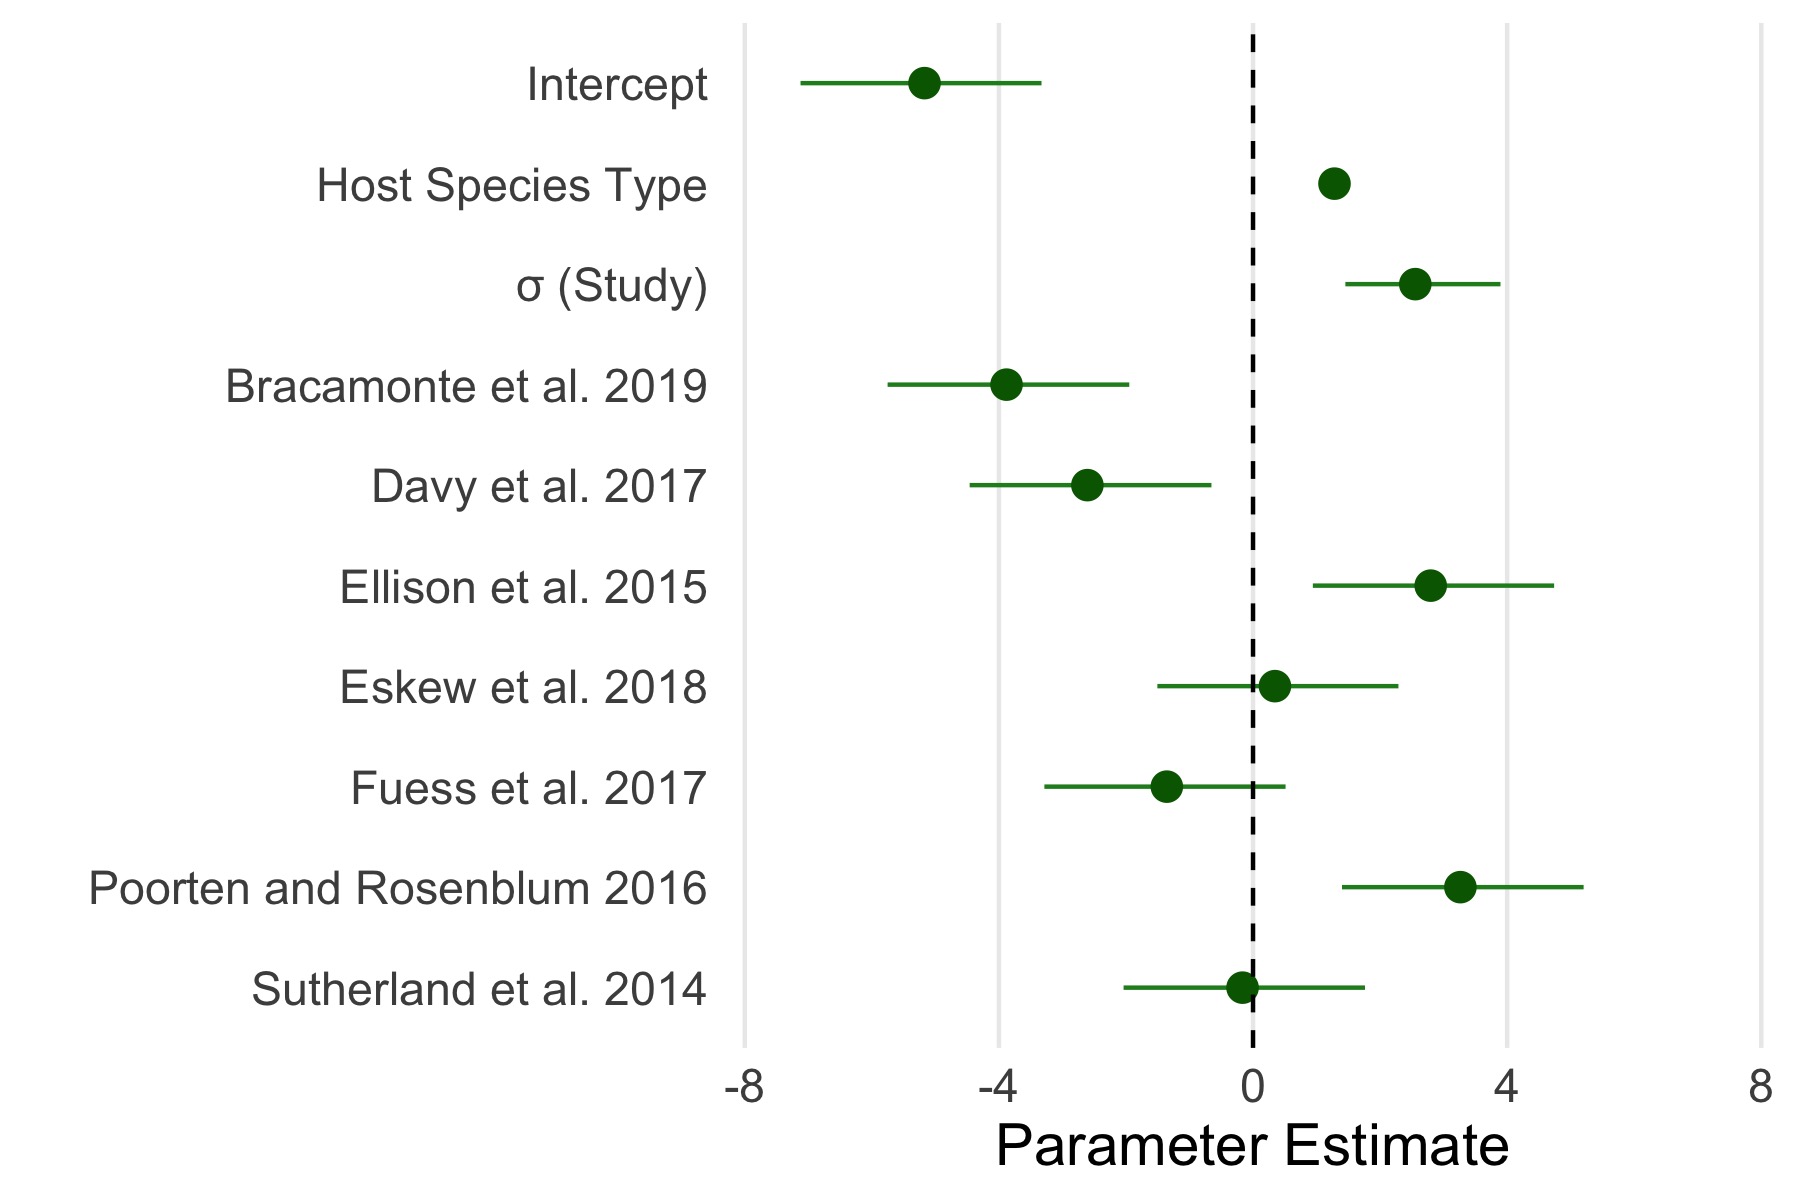 Intercept
Host Species Type
σ (Study)
Bracamonte et al. 2019
Davy et al. 2017
Ellison et al. 2015
Eskew et al. 2018
Fuess et al. 2017
Poorten and Rosenblum 2016
Sutherland et al. 2014
-8 -4 0 4 8
Parameter Estimate